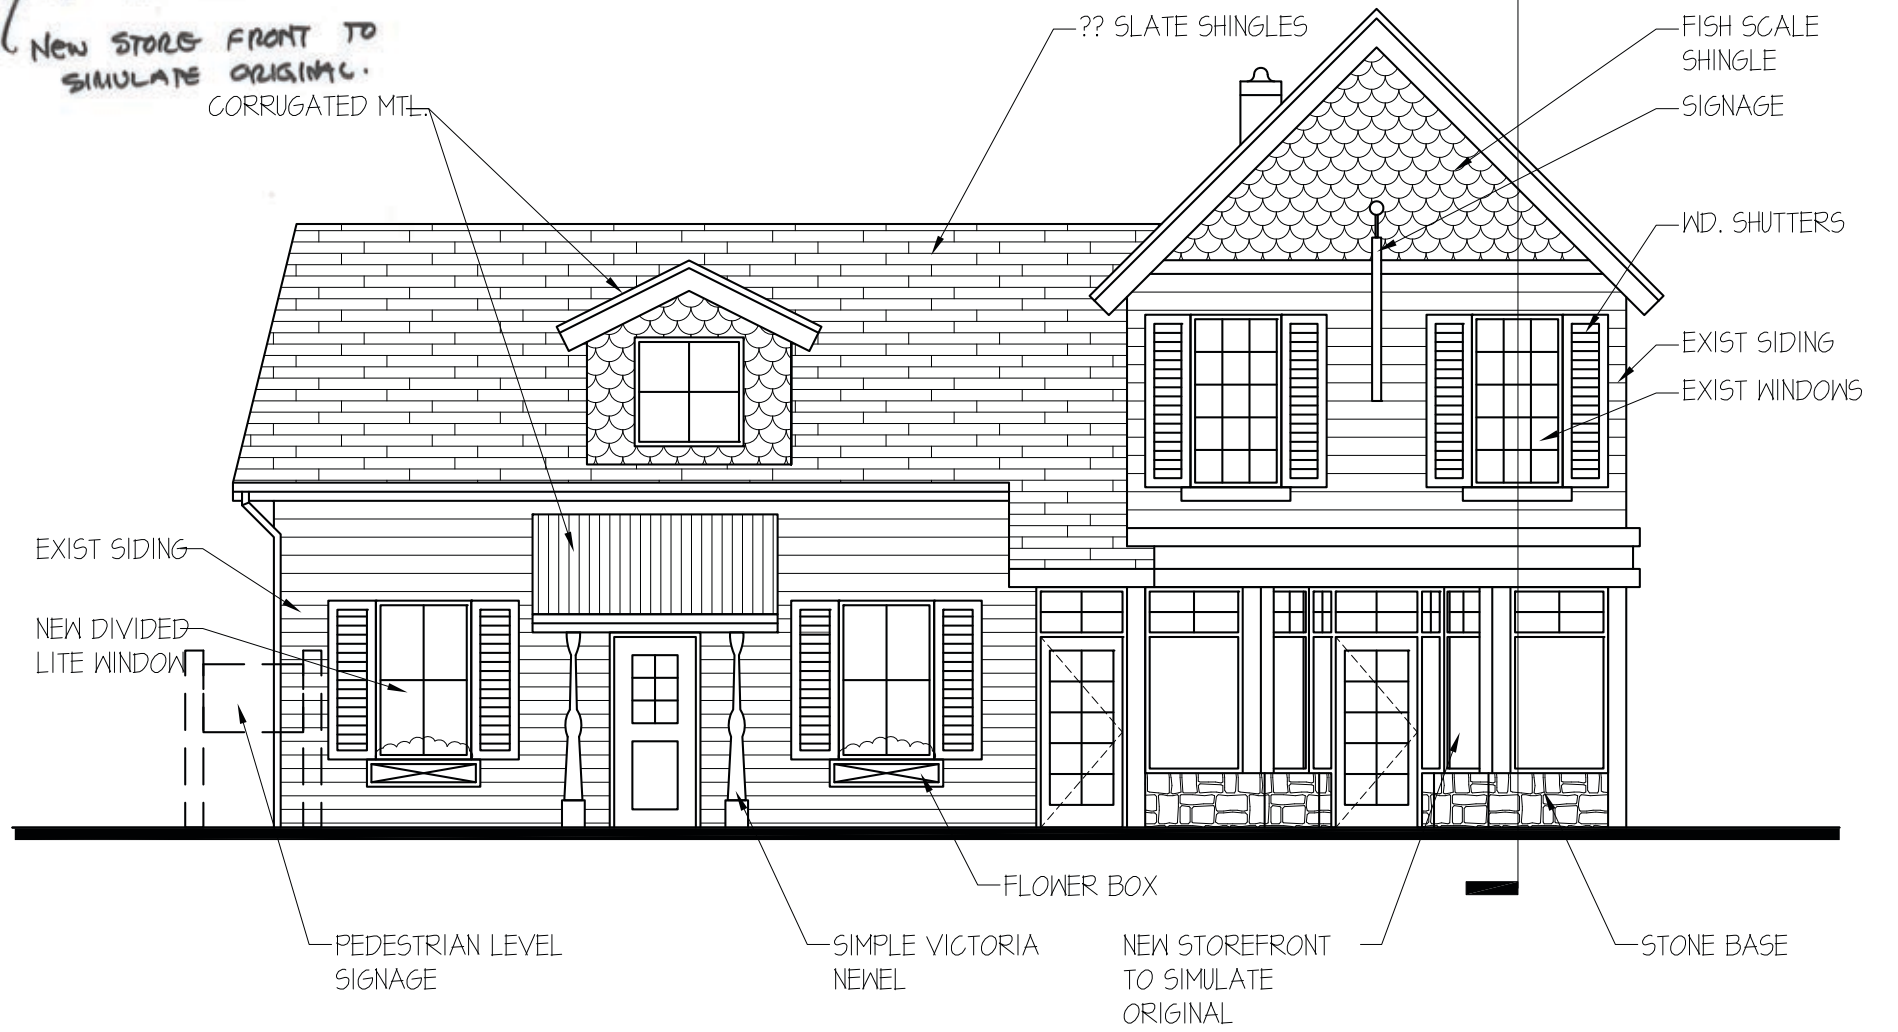 NEW STORE FRONT TO
SIMULATE ORIGINAL.
CORRUGATED MTL.
?? SLATE SHINGLES
FISH SCALE
SHINGLE
SIGNAGE
WD. SHUTTERS
EXIST SIDING
EXIST WINDOWS
EXIST SIDING
NEW DIVIDED
LITE WINDOW
FLOWER BOX
PEDESTRIAN LEVEL
SIGNAGE
SIMPLE VICTORIA
NEWEL
NEW STOREFRONT
TO SIMULATE
ORIGINAL
STONE BASE